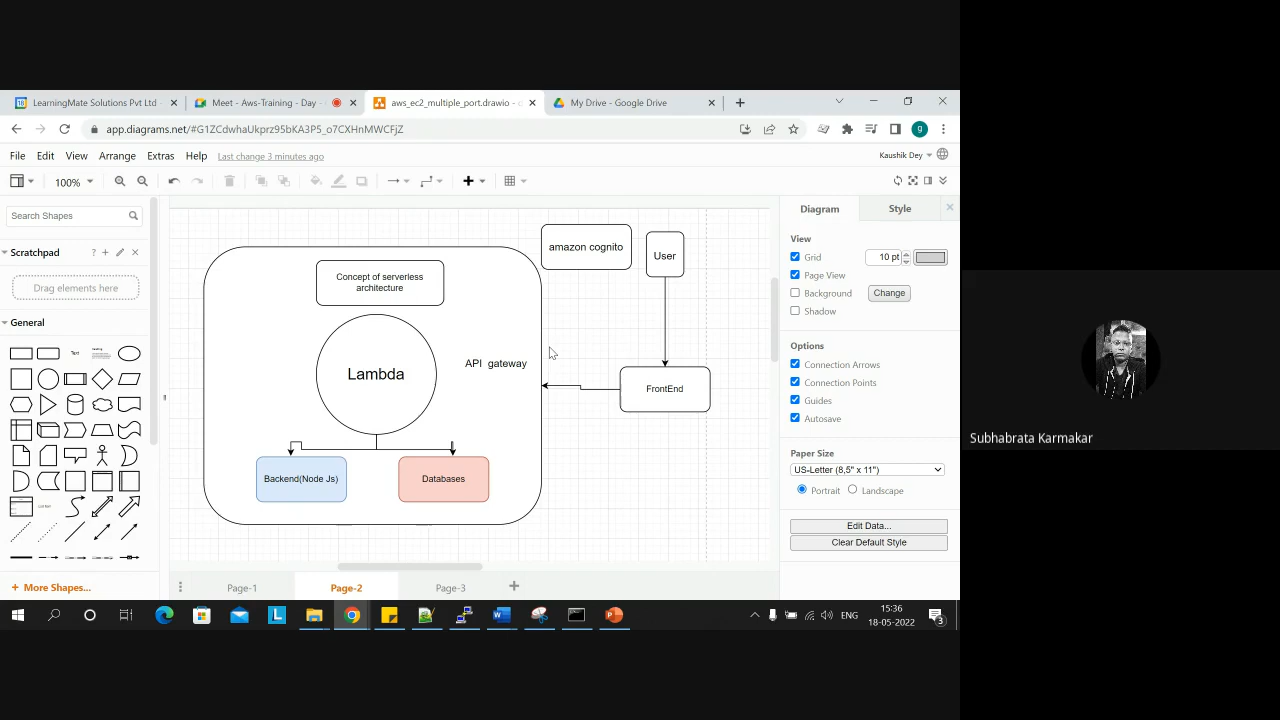 LearningMate Solutions Pvt Ltd -
Meet - Aws-Training - Day -
aws_ec2_multiple_port.drawio -
My Drive - Google Drive
app.diagrams.net/#G1ZCdwhaUkprz95bKA3P5_o7CXHnMWCFjZ
g
File Edit View Arrange Extras Help Last change 3 minutes ago
Kaushik Dey
100%
Search Shapes
Scratchpad
?
Drag elements here
General
Text
More Shapes...
Concept of serverless
architecture
Lambda
API gateway
Backend(Node Js)
Databases
amazon cognito
User
FrontEnd
Page-1
Page-2
Page-3
Diagram
Style
View
Grid
10 pt
Page View
Background
Change
Shadow
Options
Connection Arrows
Connection Points
Guides
Autosave
Paper Size
US-Letter (8,5" x 11")
Portrait
Landscape
Edit Data...
Clear Default Style
L
ENG
15:36
18-05-2022
3
Subhabrata Karmakar